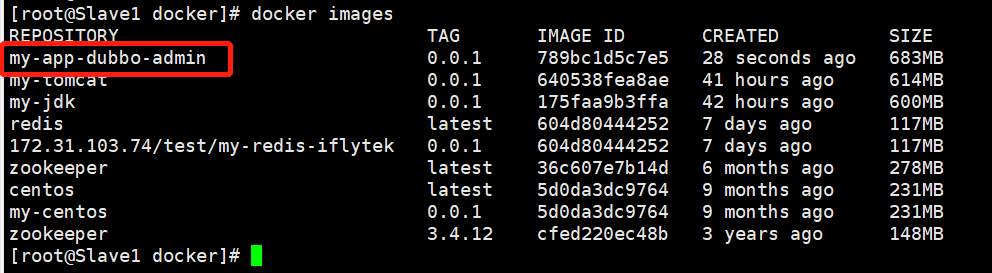 [root@Slave1 docker]# docker images
REPOSITORY TAG IMAGE ID CREATED SIZE
my-app-dubbo-admin 0.0.1 789bc1d5c7e5 28 seconds ago 683MB
my-tomcat 0.0.1 640538fea8ae 41 hours ago 614MB
my-jdk 0.0.1 175faa9b3ffa 42 hours ago 600MB
redis latest 604d80444252 7 days ago 117MB
172.31.103.74/test/my-redis-iflytek 0.0.1 604d80444252 7 days ago 117MB
zookeeper latest 36c607e7b14d 6 months ago 278MB
centos latest 5d0da3dc9764 9 months ago 231MB
my-centos 0.0.1 5d0da3dc9764 9 months ago 231MB
zookeeper 3.4.12 cfed220ec48b 3 years ago 148MB
[root@Slave1 docker]#